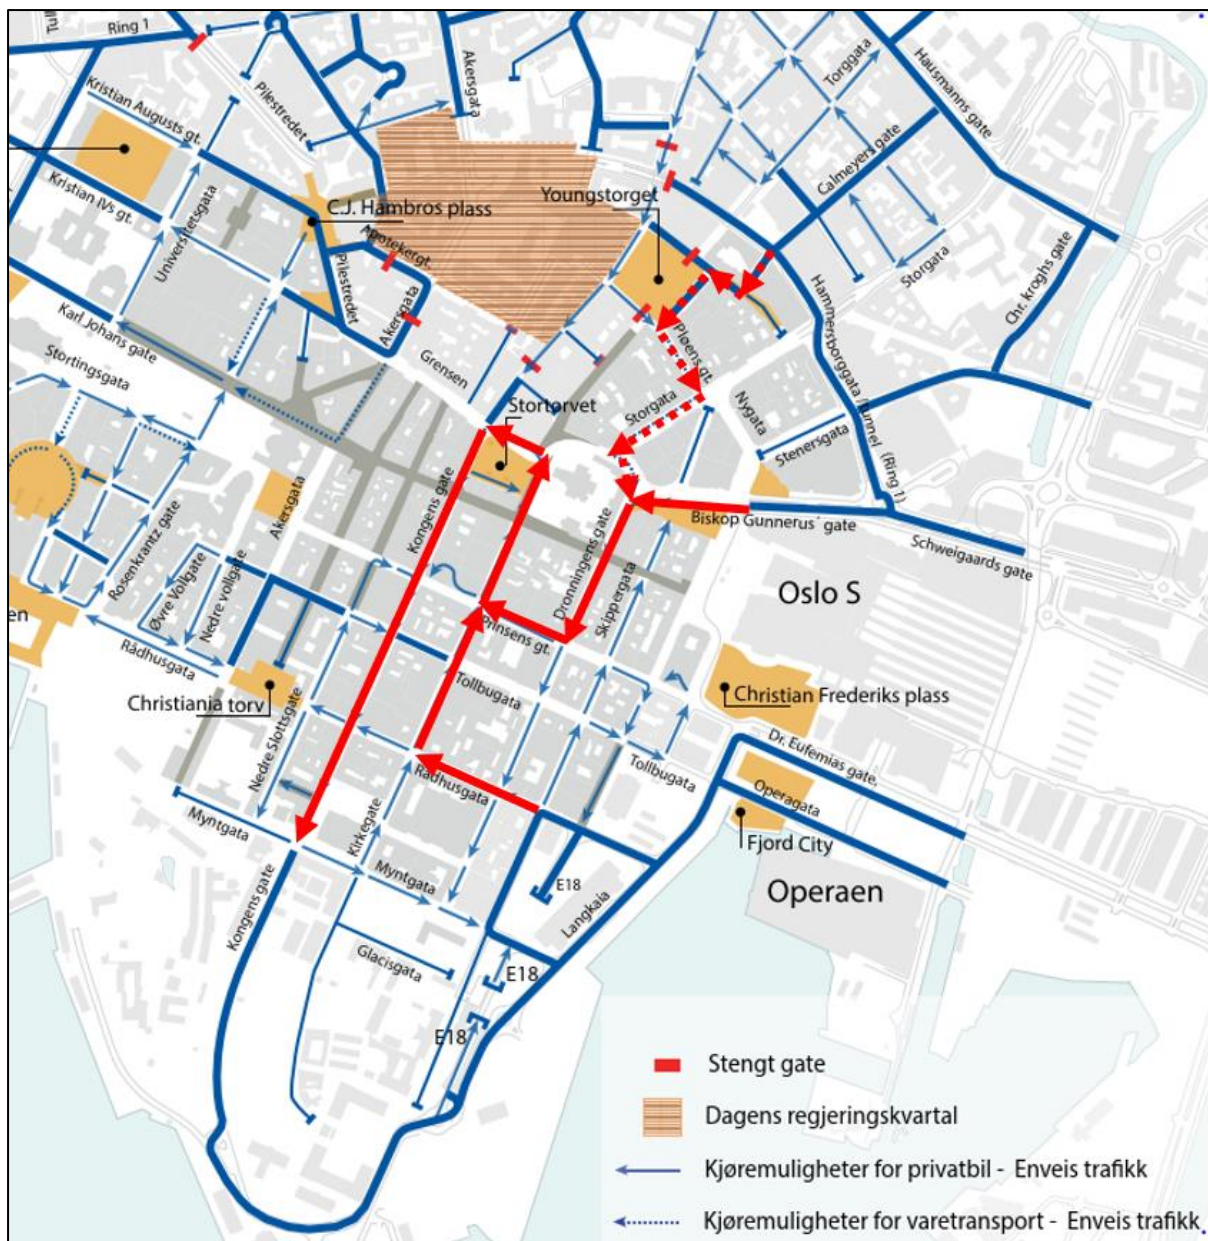 Ring 1
Akersgata
Torggata
Hausmanns gate
Pilestredet
Kristian Augusts gt.
Calmeyers gate
Kristian IVs gt.
Universitetsgata
C.J. Hambros plass
Youngstorget
Apotekergt.
Pilestredet
Akersgata
Storgata
Chr. kroghs gate
Karl Johans gate
Pløens gt.
Hammersborggata (Tunnel (Ring 1)
Stortingsgata
Grensen
Storgata
Nygata
Stortorvet
Stenersgata
Kongens gate
Akersgata
Rosenkrantz gate
Biskop Gunnerus´ gate
Schweigaards gate
Dronningens gate
Øvre Vollgate
Nedre vollgate
Skippergata
Oslo S
en
Prinsens gt.
Rådhusgata
Tollbugata
Christiania torv
Christian Frederiks plass
Nedre Slottsgate
Dr. Eufemias gate.
Tollbugata
Rådhusgata
Operagata
Myntgata
Kirkegate
Fjord City
Myntgata
E18
Langkaia
Operaen
Kongens gate
Glacisgata
E18
E18
Stengt gate
Dagens regjeringskvartal
Kjøremuligheter for privatbil - Enveis trafikk
Kjøremuligheter for varetransport - Enveis trafikk